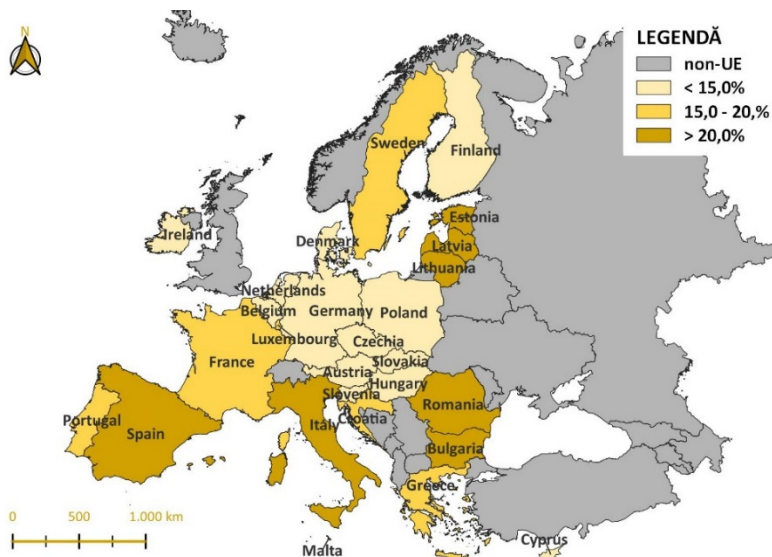 N
LEGENDĂ
non-UE
< 15,0%
15,0 - 20,%
> 20,0%
Sweden
Finland
Estonia
Ireland
Denmark
Latvia
Lithuania
Netherlands
Belgium
Germany
Poland
Luxembourg
Czechia
Slovakia
France
Austria
Hungary
Slovenia
Romania
Croatia
Portugal
Spain
Italy
Bulgaria
Greece
0 500 1.000 km
Malta
Cyprus